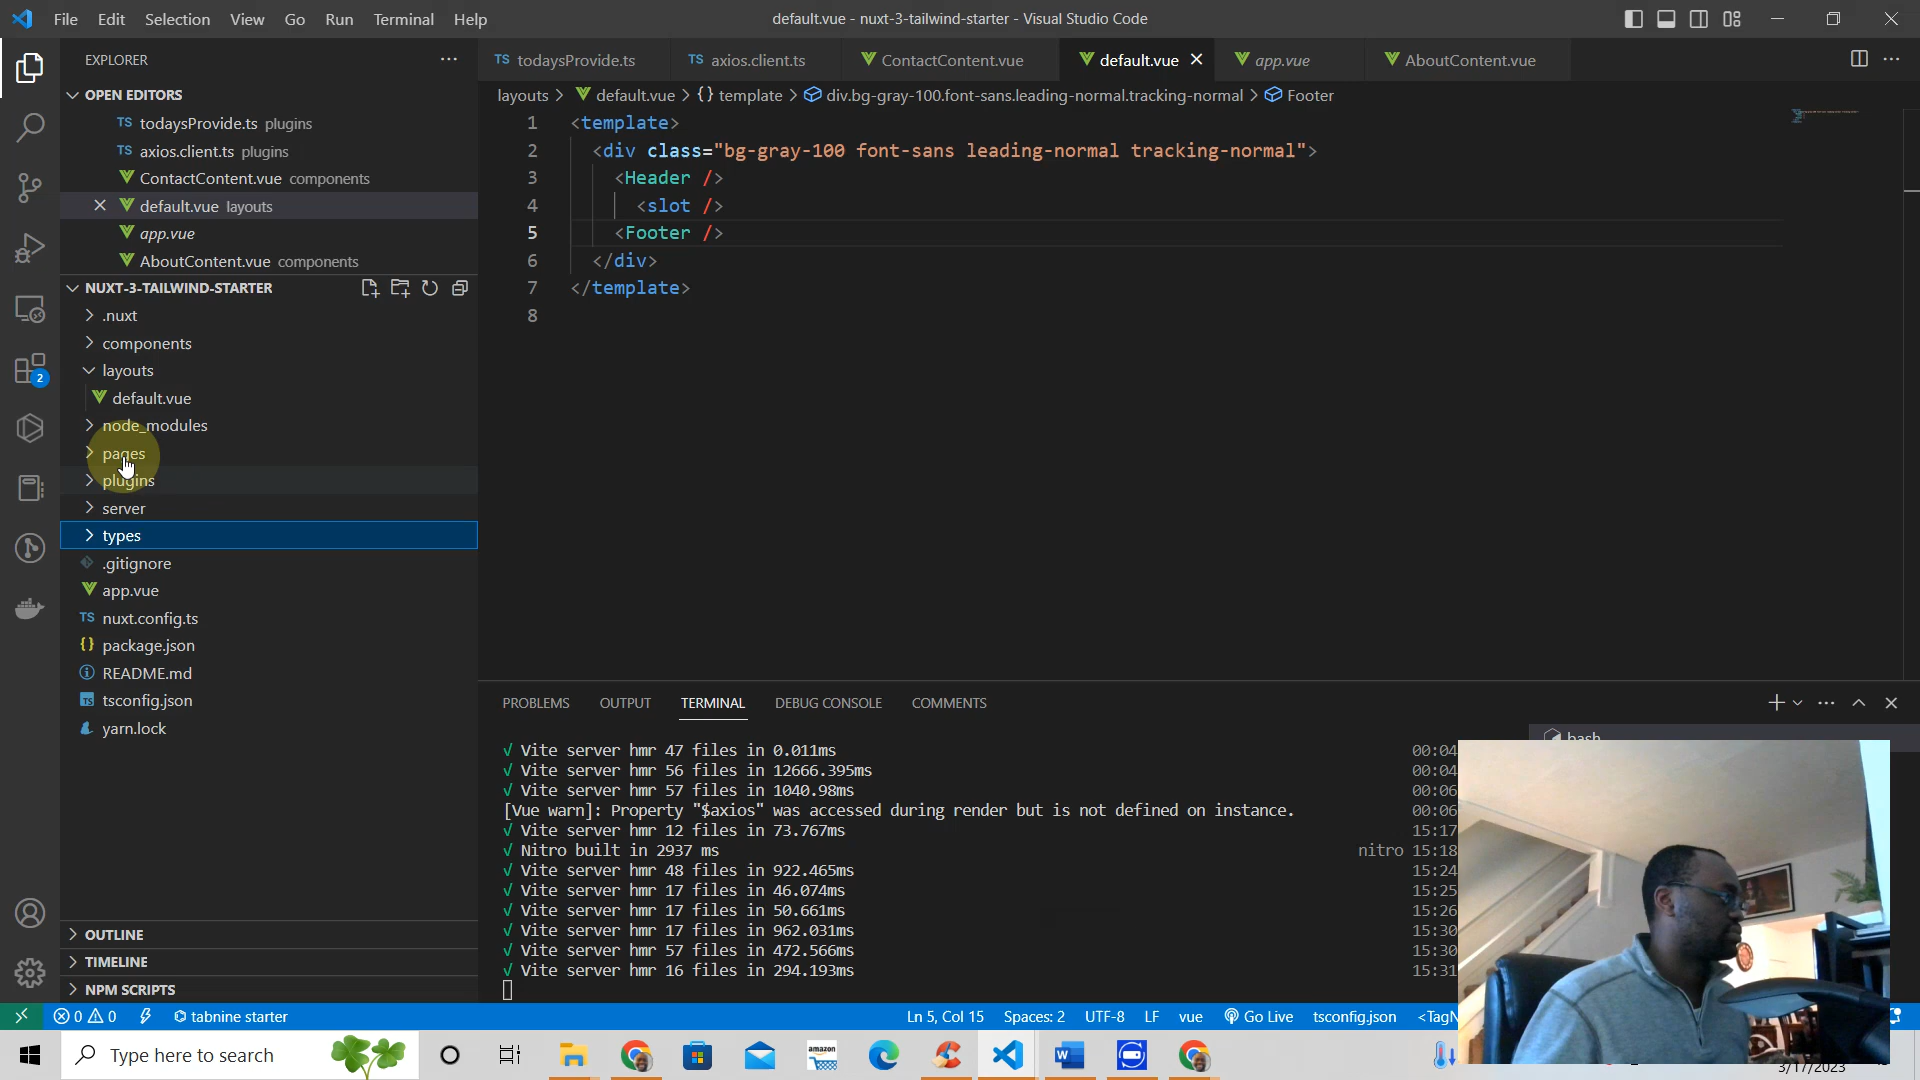 File Edit Selection View Go Run Terminal Help
default.vue - nuxt-3-tailwind-starter - Visual Studio Code
EXPLORER
OPEN EDITORS
TS todaysProvide.ts plugins
TS axios.client.ts plugins
ContactContent.vue components
default.vue layouts
app.vue
AboutContent.vue components
NUXT-3-TAILWIND-STARTER
.nuxt
components
layouts
default.vue
node_modules
pages
plugins
server
types
.gitignore
app.vue
TS nuxt.config.ts
{} package.json
README.md
TS tsconfig.json
yarn.lock
OUTLINE
TIMELINE
NPM SCRIPTS
2
TS todaysProvide.ts
TS axios.client.ts
ContactContent.vue
default.vue
app.vue
AboutContent.vue
layouts > default.vue > {} template > div.bg-gray-100.font-sans.leading-normal.tracking-normal > Footer
1 <template>
2 <div class="bg-gray-100 font-sans leading-normal tracking-normal">
3 <Header />
4 <slot />
5 <Footer />
6 </div>
7 </template>
8
PROBLEMS OUTPUT TERMINAL DEBUG CONSOLE COMMENTS
bash
√ Vite server hmr 47 files in 0.011ms 00:04
√ Vite server hmr 56 files in 12666.395ms 00:04
√ Vite server hmr 57 files in 1040.98ms 00:06
[Vue warn]: Property "$axios" was accessed during render but is not defined on instance. 00:06
√ Vite server hmr 12 files in 73.767ms 15:17
√ Nitro built in 2937 ms nitro 15:18
√ Vite server hmr 48 files in 922.465ms 15:24
√ Vite server hmr 17 files in 46.074ms 15:25
√ Vite server hmr 17 files in 50.661ms 15:26
√ Vite server hmr 17 files in 962.031ms 15:30
√ Vite server hmr 57 files in 472.566ms 15:30
√ Vite server hmr 16 files in 294.193ms 15:31
0 0 tabnine starter
Ln 5, Col 15 Spaces: 2 UTF-8 LF vue Go Live tsconfig.json <TagN
Type here to search
amazon
3/17/2023